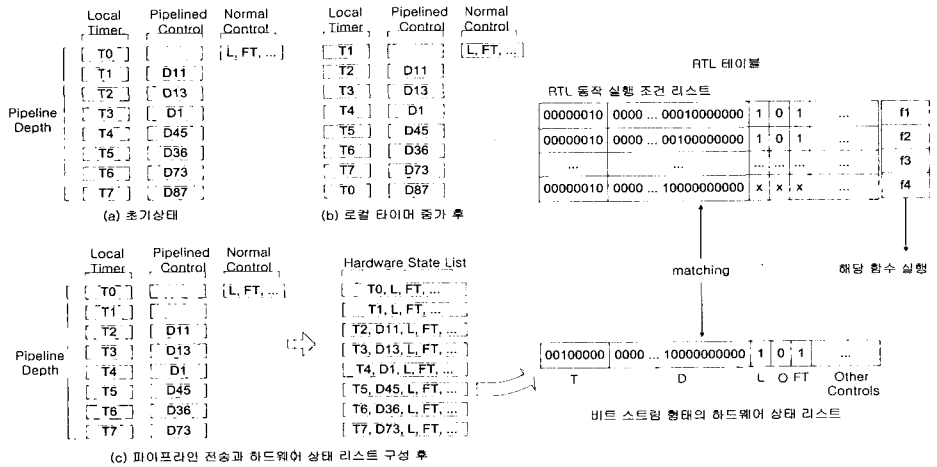 Local Timer Pipelined Control Normal Control
Pipeline Depth
T0 L, FT, ...
T1 D11
T2 D13
T3 D1
T4 D45
T5 D36
T6 D73
T7 D87
(a) 초기상태
Local Timer Pipelined Control Normal Control
T1 L, FT, ...
T2 D11
T3 D13
T4 D1
T5 D45
T6 D36
T7 D73
T0 D87
(b) 로컬 타이머 증가 후
Local Timer Pipelined Control Normal Control
Pipeline Depth
T0 L, FT, ...
T1
T2 D11
T3 D13
T4 D1
T5 D45
T6 D36
T7 D73
Hardware State List
T0, L, FT, ...
T1, L, FT, ...
T2, D11, L, FT, ...
T3, D13, L, FT, ...
T4, D1, L, FT, ...
T5, D45, L, FT, ...
T6, D36, L, FT, ...
T7, D73, L, FT, ...
(c) 파이프라인 전송과 하드웨어 상태 리스트 구성 후
RTL 테이블
RTL 동작 실행 조건 리스트
00000010 0000 ... 00010000000 1 0 1 ... f1
00000010 0000 ... 00100000000 1 0 1 ... f2
... ... ... ... ... f3
00000010 0000 ... 10000000000 x x x ... f4
matching
해당 함수 실행
00100000 0000 ... 10000000000 1 0 1 ...
T D L O FT Other Controls
비트 스트림 형태의 하드웨어 상태 리스트